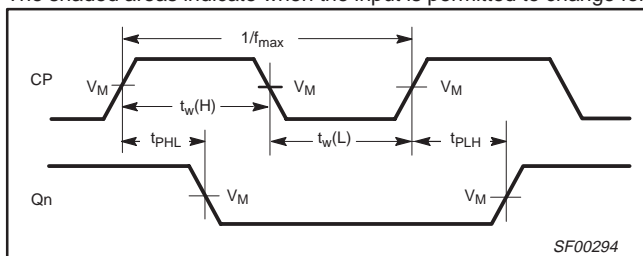 The shaded areas indicate when the input is permitted to change for
1/fmax
CP
VM
VM
VM
tw(H)
tPHL
tw(L)
tPLH
Qn
VM
VM
SF00294